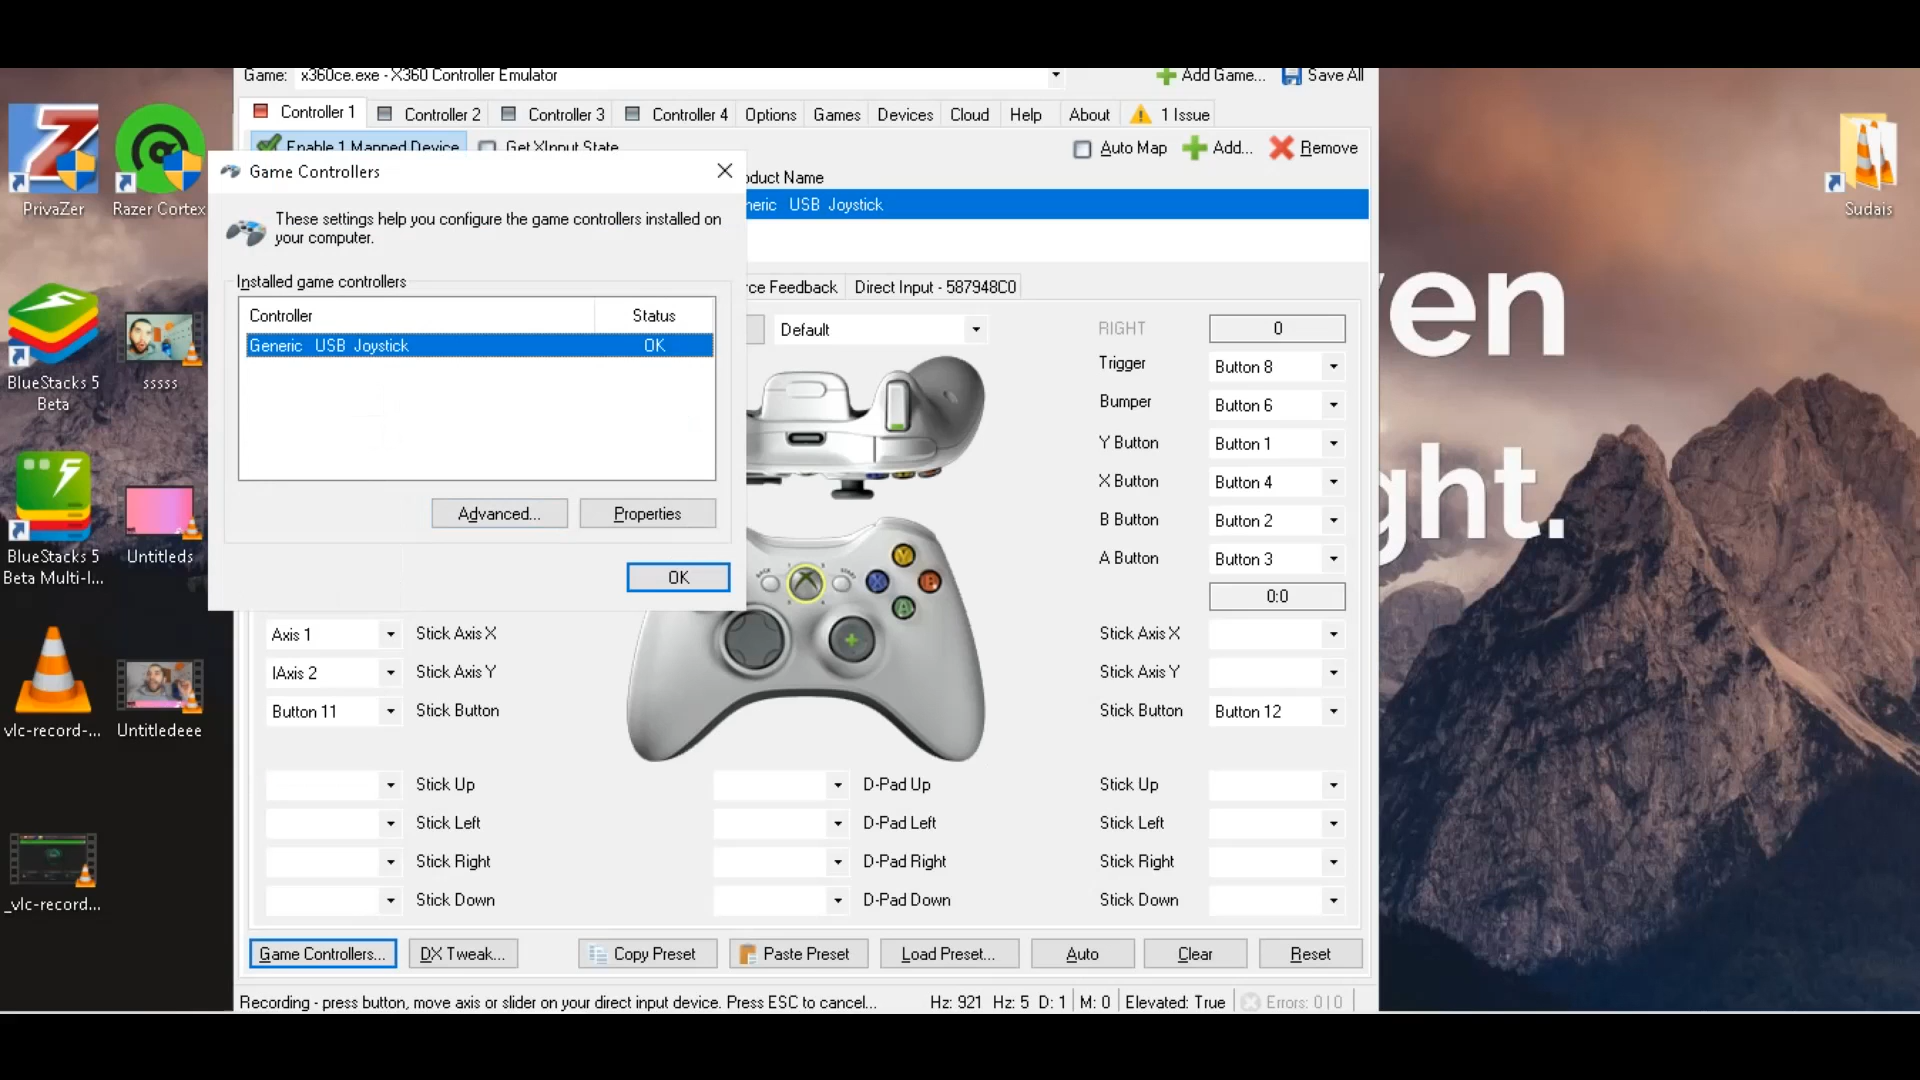 Game: x360ce.exe - X360 Controller Emulator
Add Game... Save All
Controller 1 Controller 2 Controller 3 Controller 4 Options Games Devices Cloud Help About 1 Issue
Enable 1 Mapped Device Get XInput State Auto Map Add... Remove
Game Controllers
These settings help you configure the game controllers installed on
your computer.
Installed game controllers
Controller Status
Generic USB Joystick OK
Advanced... Properties
OK
oduct Name
neric USB Joystick
rce Feedback Direct Input - 587948C0
Default
RIGHT 0
Trigger Button 8
Bumper Button 6
Y Button Button 1
X Button Button 4
B Button Button 2
A Button Button 3
0:0
BACK START
Y
X B
A
Axis 1 Stick Axis X Stick Axis X
IAxis 2 Stick Axis Y Stick Axis Y
Button 11 Stick Button Stick Button Button 12
Stick Up D-Pad Up Stick Up
Stick Left D-Pad Left Stick Left
Stick Right D-Pad Right Stick Right
Stick Down D-Pad Down Stick Down
Game Controllers... DX Tweak... Copy Preset Paste Preset Load Preset... Auto Clear Reset
Recording - press button, move axis or slider on your direct input device. Press ESC to cancel... Hz: 921 Hz: 5 D: 1 M: 0 Elevated: True Errors: 0 | 0
PrivaZer Razer Cortex
BlueStacks 5
Beta
sssss
BlueStacks 5
Beta Multi-I...
Untitleds
vlc-record-... Untitledeee
_vlc-record...
Sudais
ven
ght.